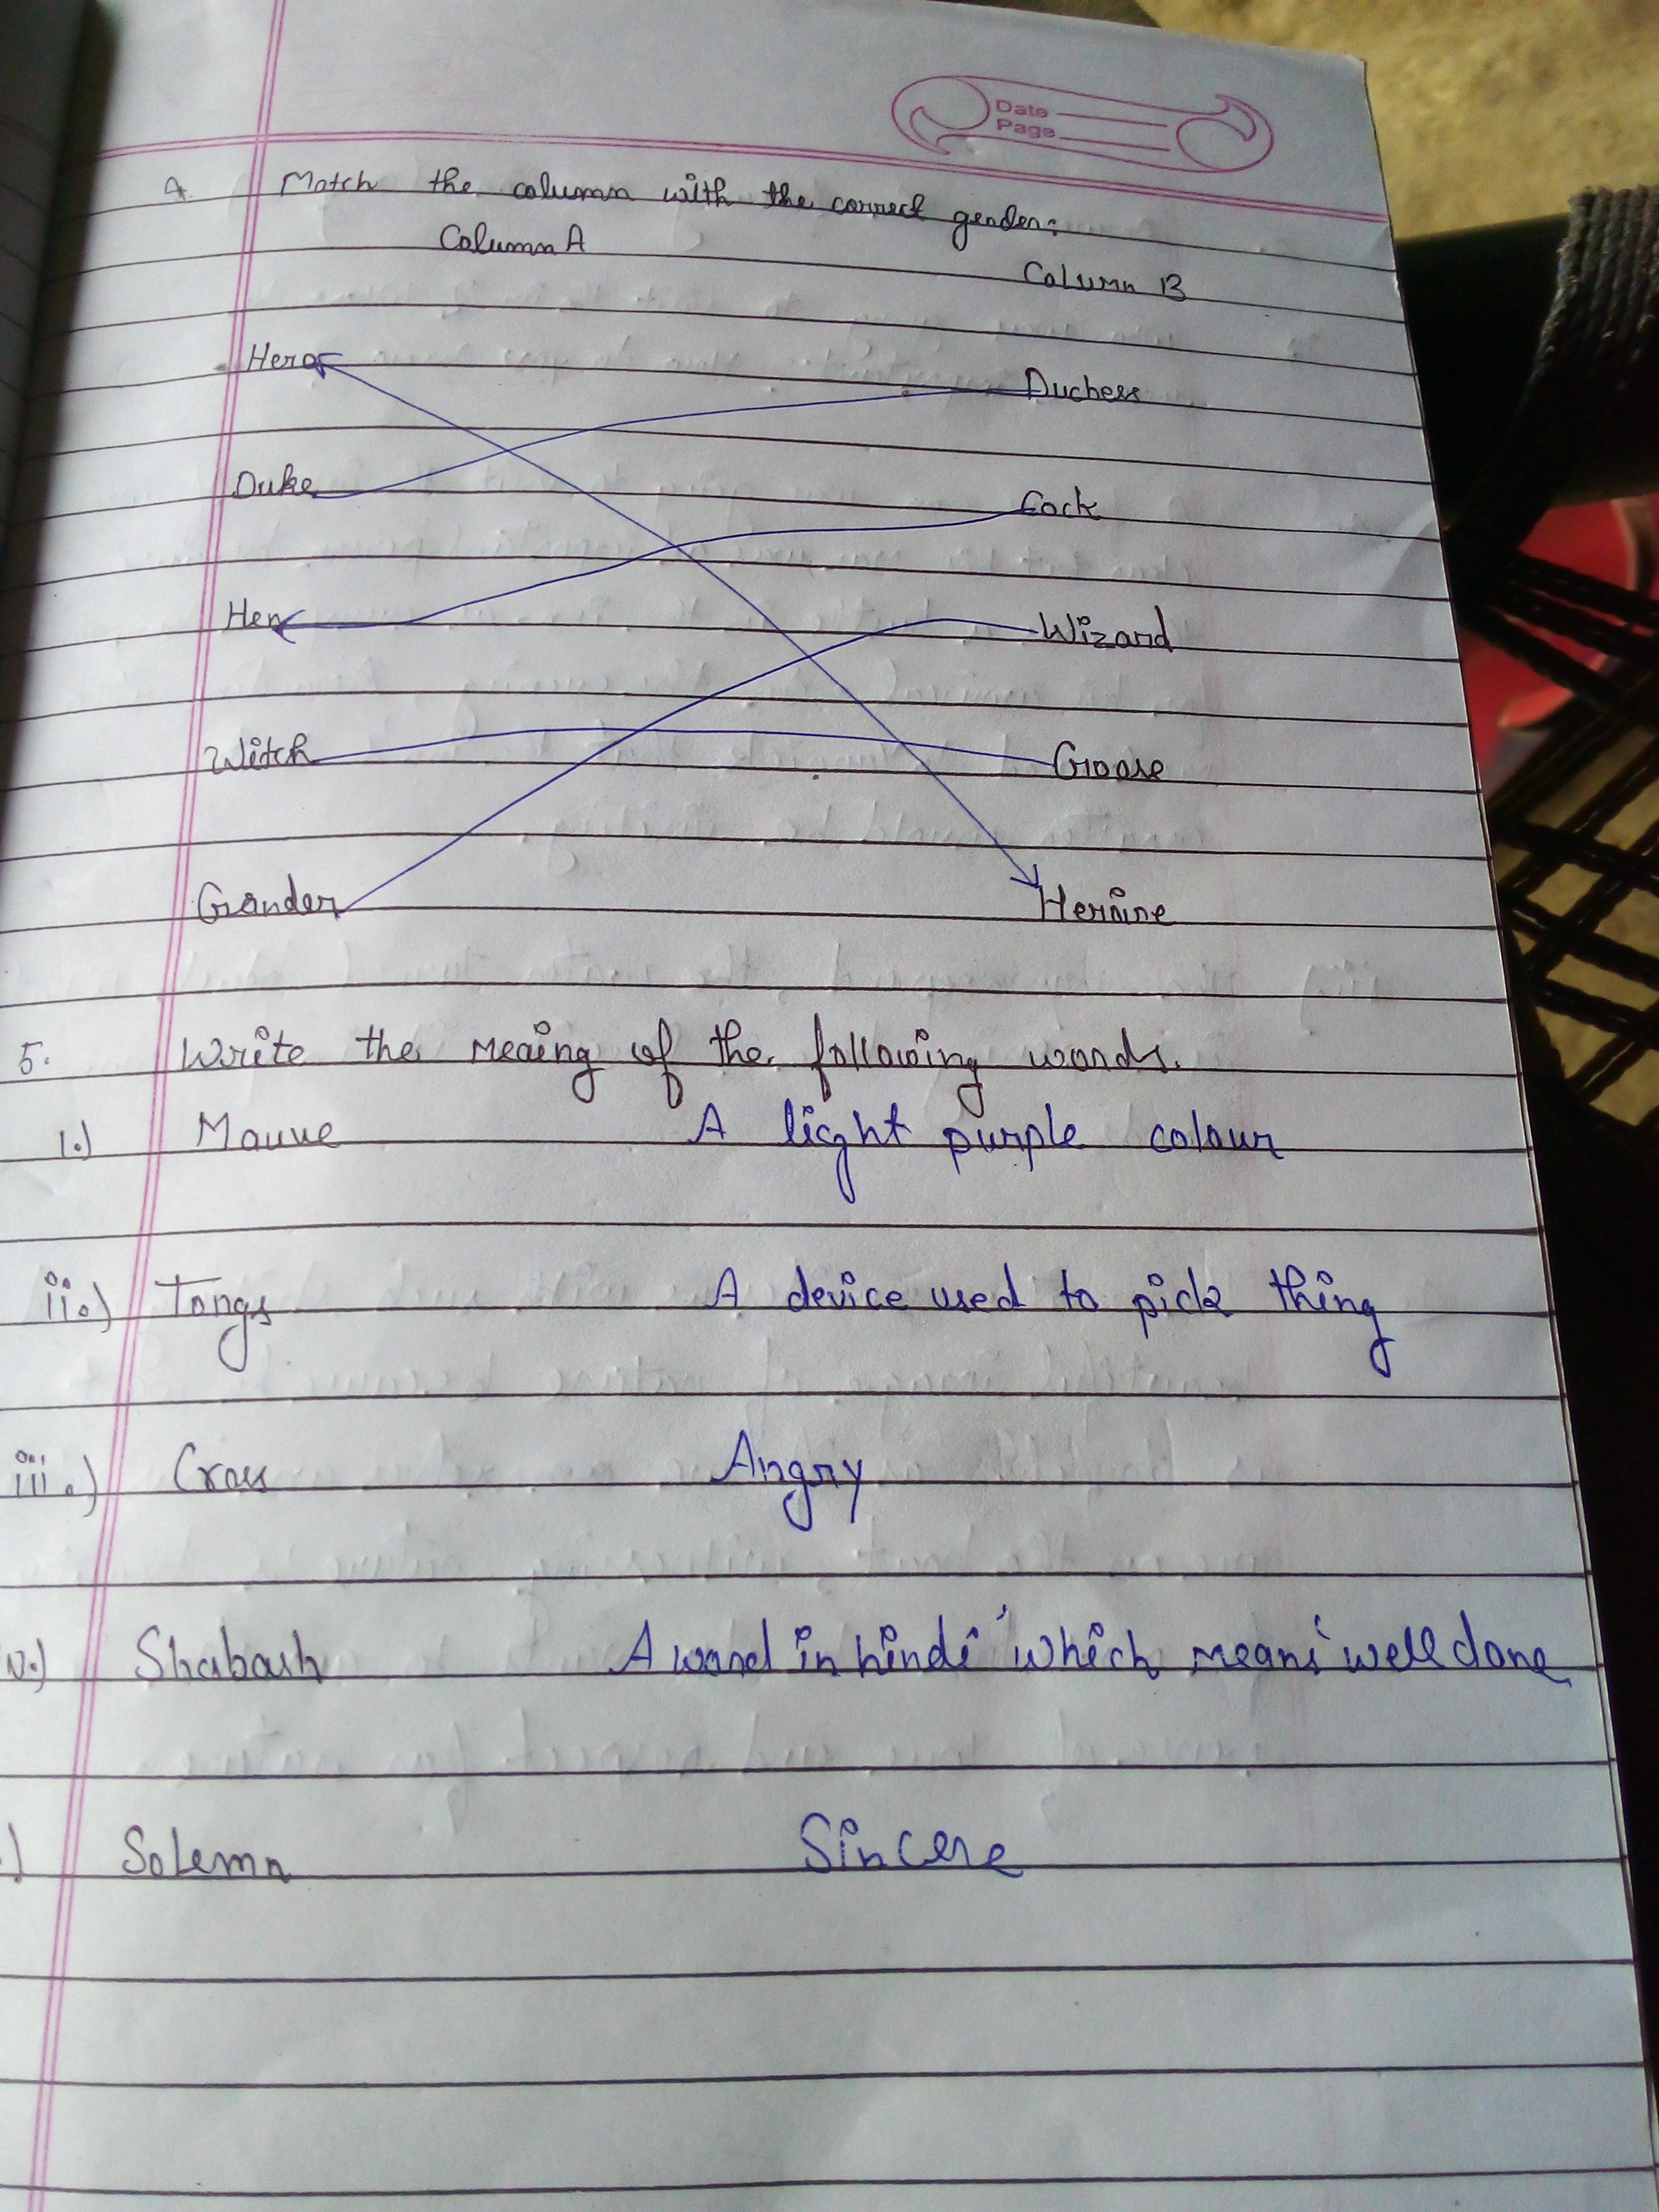 Date
Page
4. Match the column with the correct gender:
Column A
Column B
Hero
Duchess
Duke
Cock
Hen
Wizard
Witch
Goose
Gander
Heroine
5. Write the meaing of the following words.
i.) Mauve A light purple colour
ii.) Tongs A device used to pick thing
iii.) Cross Angry
iv.) Shabash A word in hindi 'which means' well done
.) Solemn Sincere